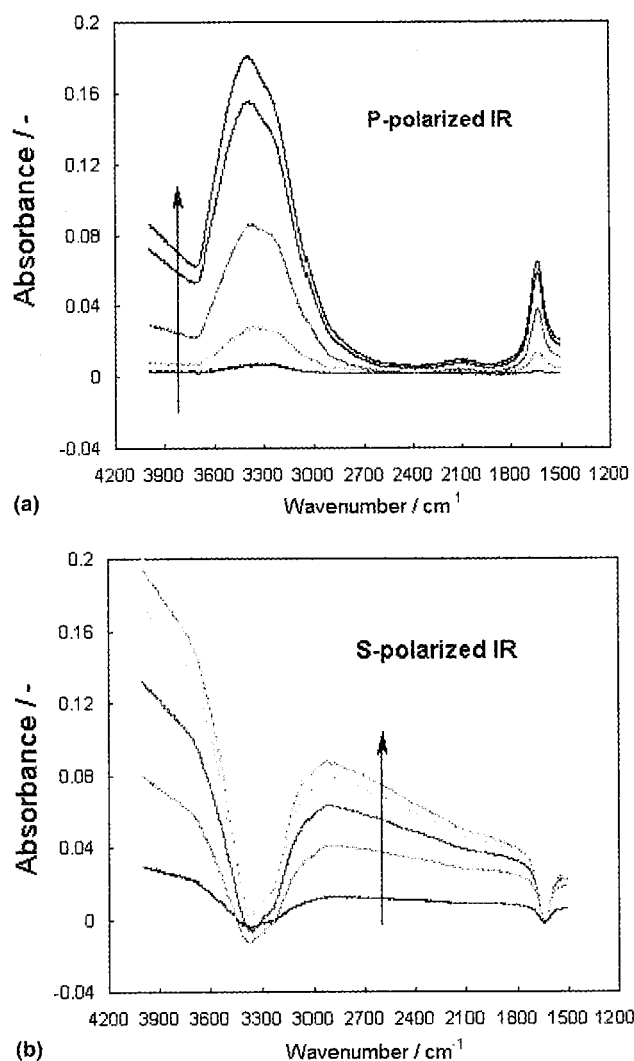 0.2
0.16
0.12
0.08
0.04
0
-0.04
Absorbance / -
P-polarized IR
4200 3900 3600 3300 3000 2700 2400 2100 1800 1500 1200
Wavenumber / cm-1
(a)
0.2
0.16
0.12
0.08
0.04
0
-0.04
Absorbance / -
S-polarized IR
4200 3900 3600 3300 3000 2700 2400 2100 1800 1500 1200
Wavenumber / cm-1
(b)